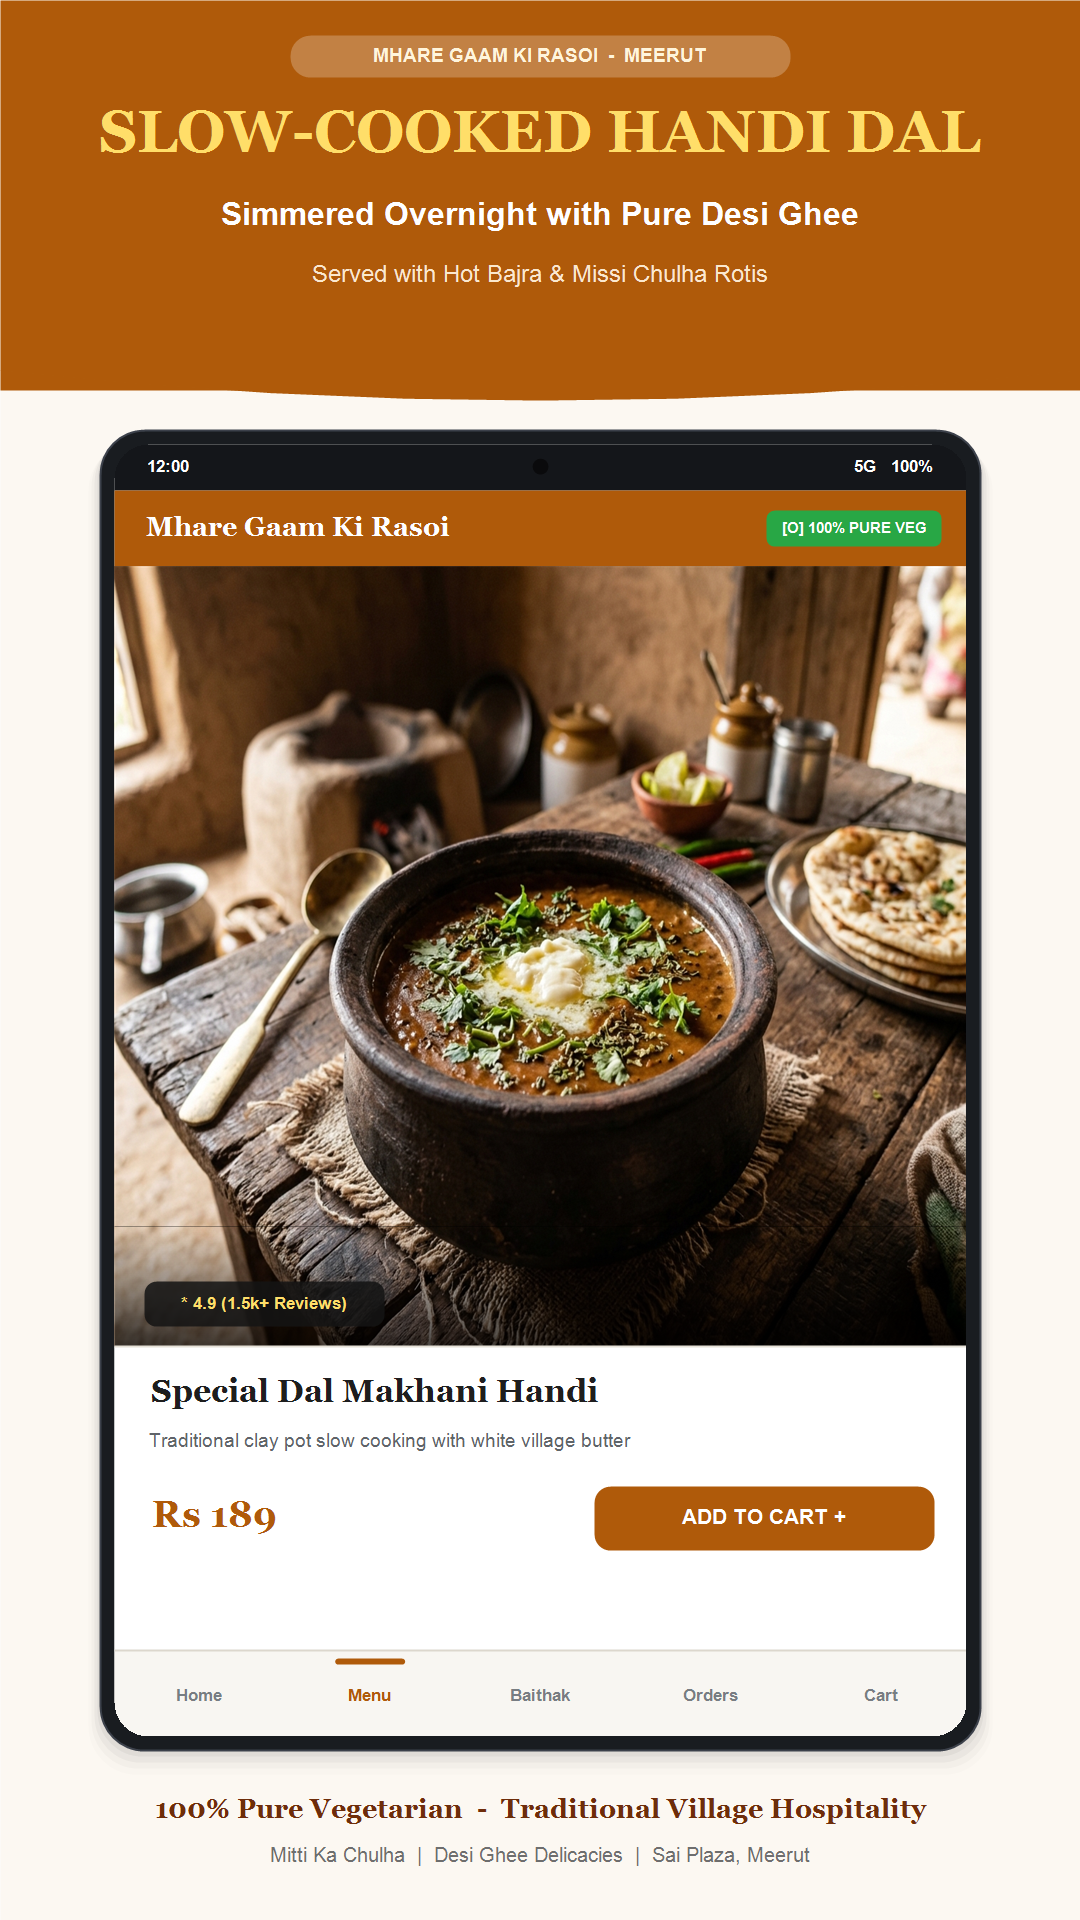 MHARE GAAM KI RASOI - MEERUT
SLOW-COOKED HANDI DAL
Simmered Overnight with Pure Desi Ghee
Served with Hot Bajra & Missi Chulha Rotis
12:00
5G 100%
Mhare Gaam Ki Rasoi
[O] 100% PURE VEG
* 4.9 (1.5k+ Reviews)
Special Dal Makhani Handi
Traditional clay pot slow cooking with white village butter
Rs 189
ADD TO CART +
Home Menu Baithak Orders Cart
100% Pure Vegetarian - Traditional Village Hospitality
Mitti Ka Chulha | Desi Ghee Delicacies | Sai Plaza, Meerut